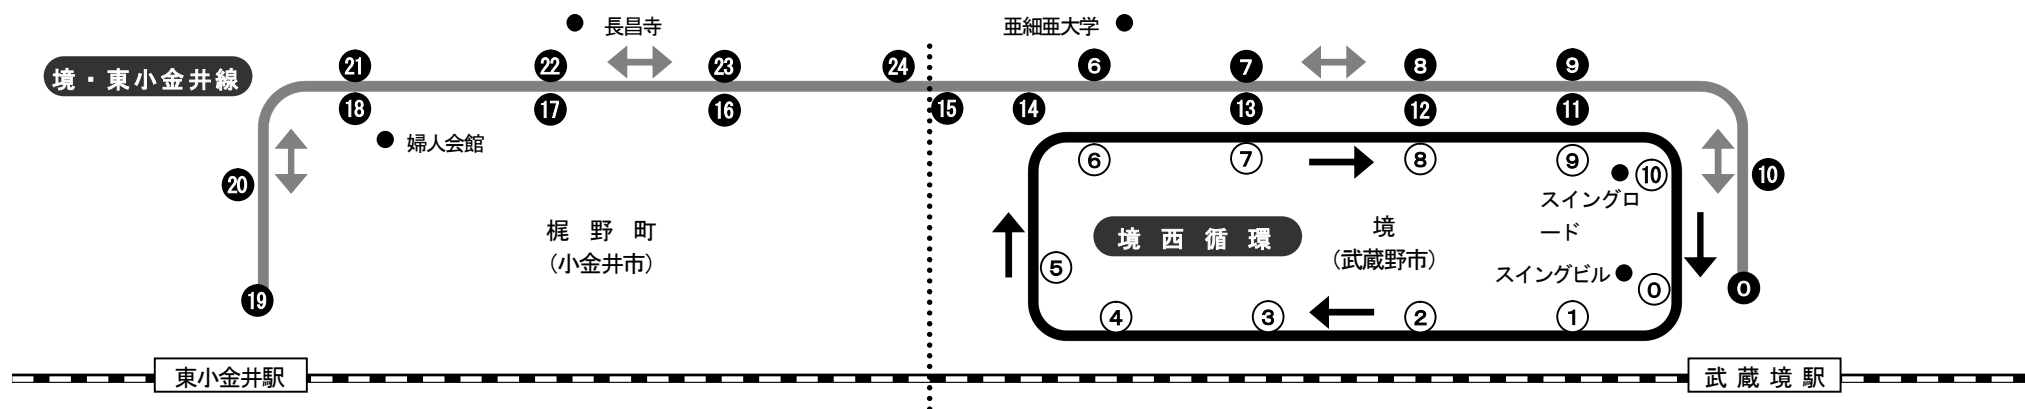 長昌寺
亜細亜大学
境・東小金井線
21 22 23 24 6 7 8 9
18 17 16 15 14 13 12 11
婦人会館
⑥ ⑦ ⑧ ⑨ ⑩
20
10
スイングロ
ード
梶野町
(小金井市)
境西循環
境
(武蔵野市)
⑤
スイングビル
⓪
19
0
④ ③ ② ①
東小金井駅
武蔵境駅